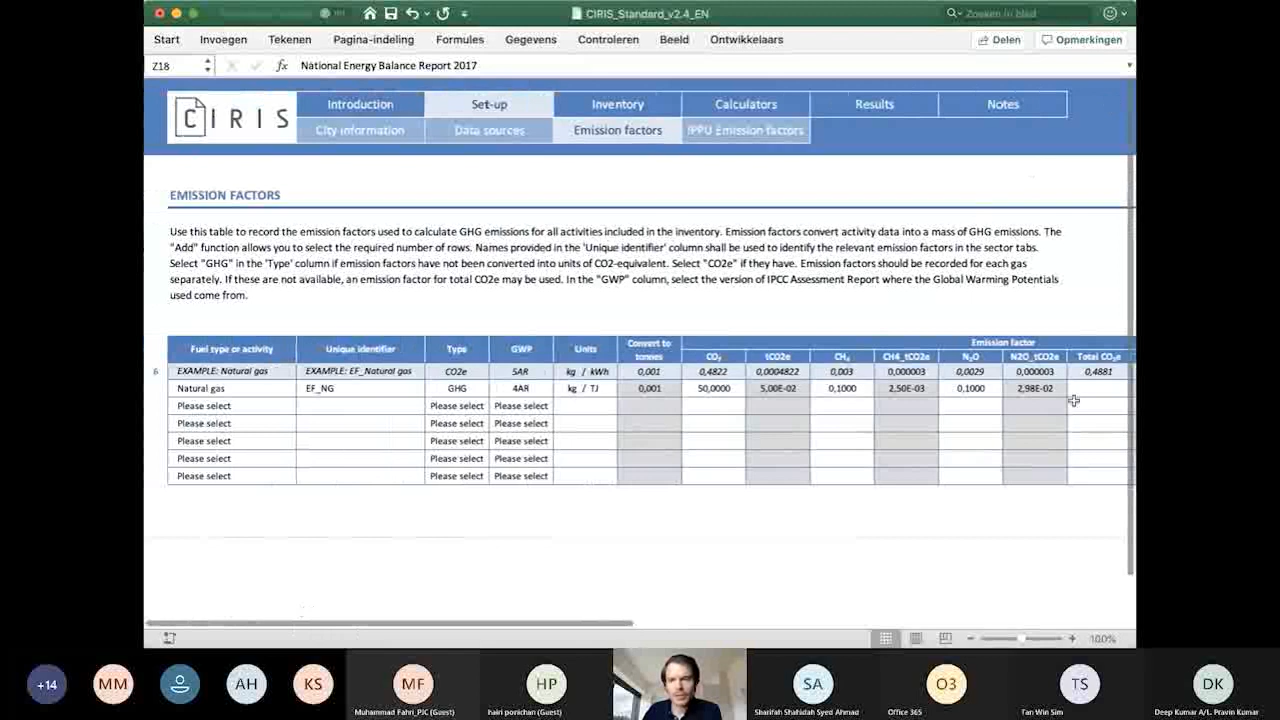 CIRIS_Standard_v2.4_EN
Zoeken in blad
Start Invoegen Tekenen Pagina-indeling Formules Gegevens Controleren Beeld Ontwikkelaars Delen Opmerkingen
Z18 fx National Energy Balance Report 2017
CIRIS
Introduction Set-up Inventory Calculators Results Notes
City information Data sources Emission factors IPPU Emission factors
EMISSION FACTORS
Use this table to record the emission factors used to calculate GHG emissions for all activities included in the inventory. Emission factors convert activity data into a mass of GHG emissions. The
"Add" function allows you to select the required number of rows. Names provided in the 'Unique identifier' column shall be used to identify the relevant emission factors in the sector tabs.
Select "GHG" in the 'Type' column if emission factors have not been converted into units of CO2-equivalent. Select "CO2e" if they have. Emission factors should be recorded for each gas
separately. If these are not available, an emission factor for total CO2e may be used. In the "GWP" column, select the version of IPCC Assessment Report where the Global Warming Potentials
used come from.
Fuel type or activity Unique identifier Type GWP Units Convert to tonnes Emission factor
CO₂ tCO2e CH₄ CH4_tCO2e N₂O N2O_tCO2e Total CO₂e
6 EXAMPLE: Natural gas EXAMPLE: EF_Natural gas CO2e 5AR kg / kWh 0,001 0,4822 0,0004822 0,003 0,000003 0,0029 0,000003 0,4881
Natural gas EF_NG GHG 4AR kg / TJ 0,001 50,0000 5,00E-02 0,1000 2,50E-03 0,1000 2,98E-02
Please select Please select Please select
Please select Please select Please select
Please select Please select Please select
Please select Please select Please select
Please select Please select Please select
100%
+14 MM AH KS MF HP SA O3 TS DK
Muhammad Fahri_PJC (Guest) hairi ponichan (Guest) Sharifah Shahidah Syed Ahmad Office 365 Tan Win Sim Deep Kumar A/L. Pravin Kumar